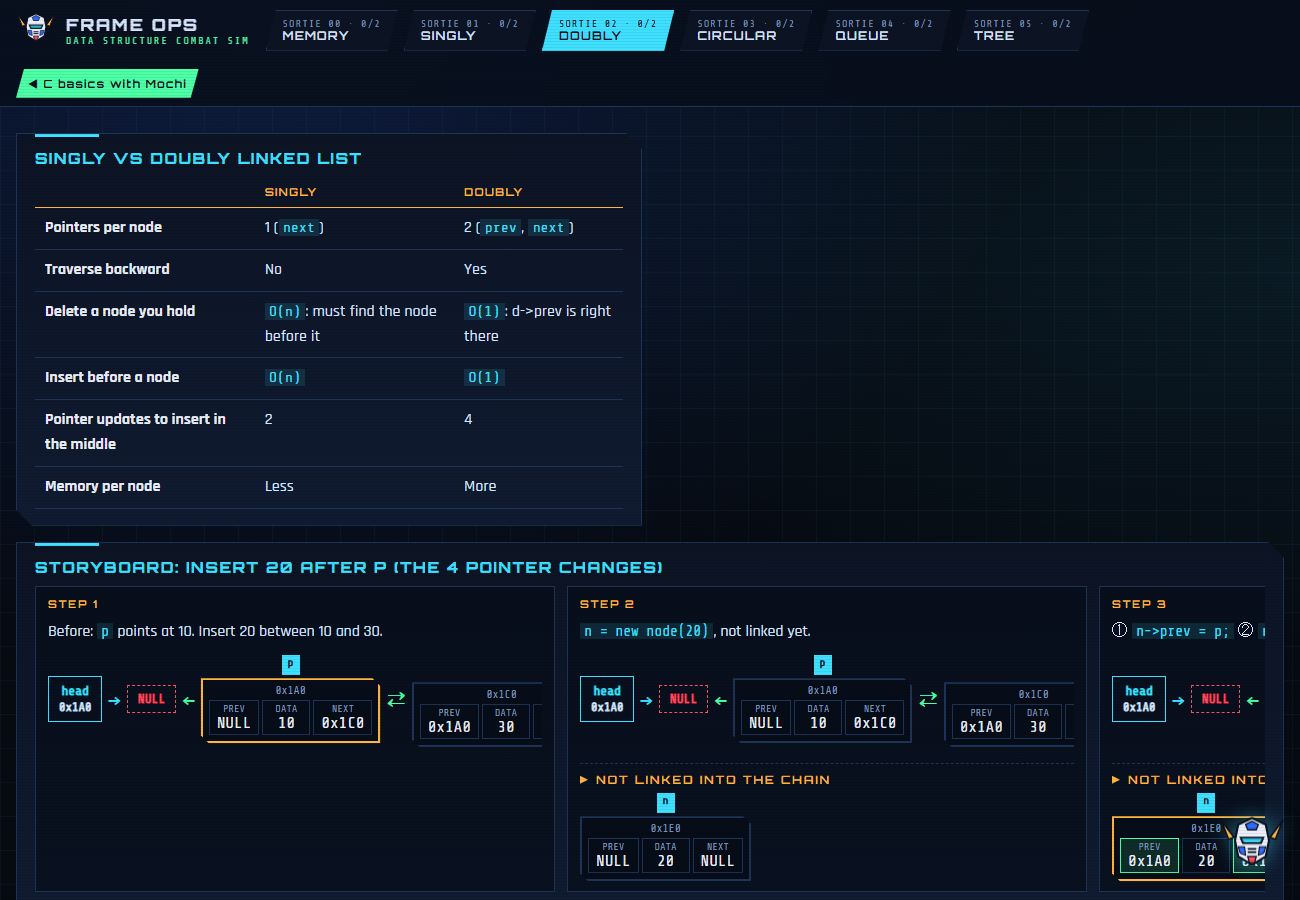 FRAME OPS
DATA STRUCTURE COMBAT SIM
SORTIE 00 · 0/2
MEMORY
SORTIE 01 · 0/2
SINGLY
SORTIE 02 · 0/2
DOUBLY
SORTIE 03 · 0/2
CIRCULAR
SORTIE 04 · 0/2
QUEUE
SORTIE 05 · 0/2
TREE
◀ C basics with Mochi
SINGLY VS DOUBLY LINKED LIST
SINGLY DOUBLY
Pointers per node 1 ( next ) 2 ( prev , next )
Traverse backward No Yes
Delete a node you hold O(n) : must find the node O(1) : d->prev is right
before it there
Insert before a node O(n) O(1)
Pointer updates to insert in 2 4
the middle
Memory per node Less More
STORYBOARD: INSERT 20 AFTER P (THE 4 POINTER CHANGES)
STEP 1
Before: p points at 10. Insert 20 between 10 and 30.
p
head
0x1A0
→ NULL ←
0x1A0
PREV DATA NEXT
NULL 10 0x1C0
⇄
0x1C0
PREV DATA
0x1A0 30
STEP 2
n = new node(20) , not linked yet.
p
head
0x1A0
→ NULL ←
0x1A0
PREV DATA NEXT
NULL 10 0x1C0
⇄
0x1C0
PREV DATA
0x1A0 30
▶ NOT LINKED INTO THE CHAIN
n
0x1E0
PREV DATA NEXT
NULL 20 NULL
STEP 3
① n->prev = p; ②
head
0x1A0
→ NULL ←
▶ NOT LINKED INTO
n
0x1E0
PREV DATA
0x1A0 20